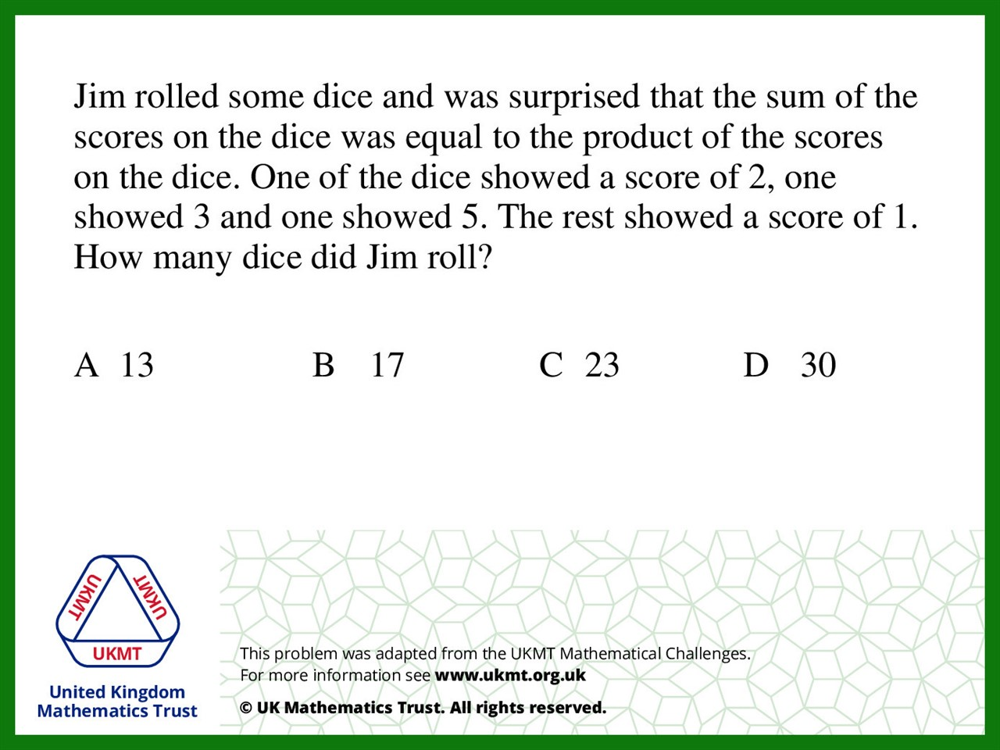 Jim rolled some dice and was surprised that the sum of the
scores on the dice was equal to the product of the scores
on the dice. One of the dice showed a score of 2, one
showed 3 and one showed 5. The rest showed a score of 1.
How many dice did Jim roll?
A 13 B 17 C 23 D 30
UKMT UKMT
UKMT
United Kingdom
Mathematics Trust
This problem was adapted from the UKMT Mathematical Challenges.
For more information see www.ukmt.org.uk
© UK Mathematics Trust. All rights reserved.